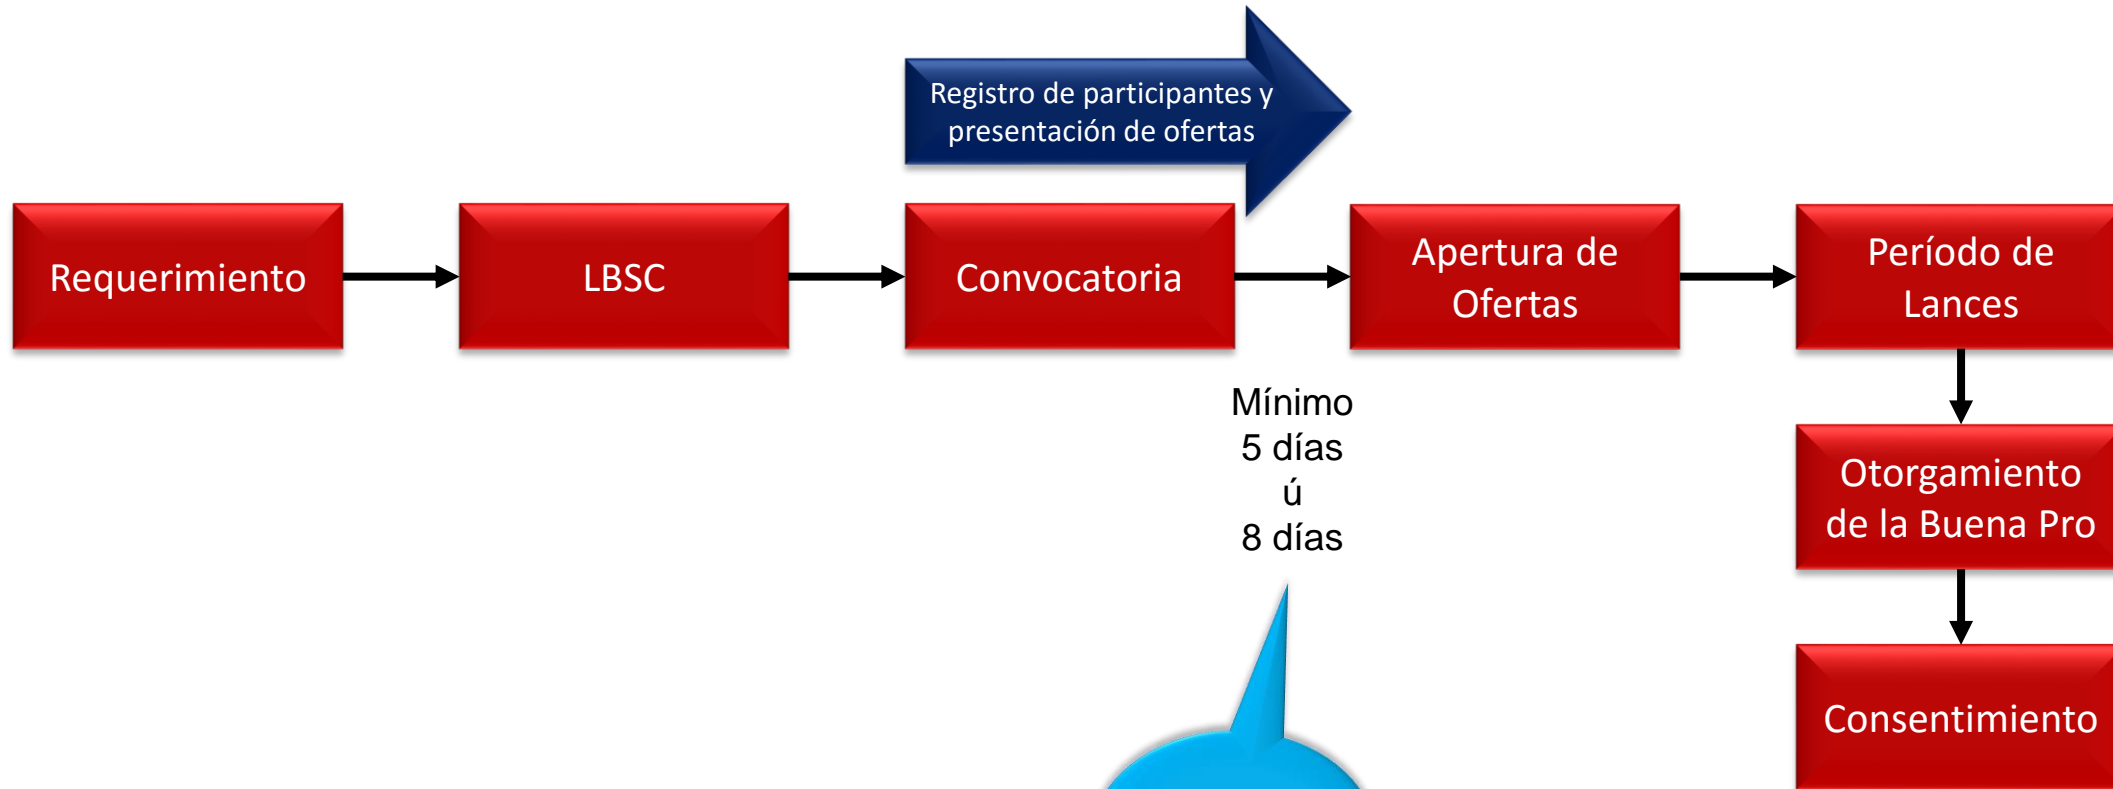 Registro de participantes y
presentación de ofertas
Requerimiento
LBSC
Convocatoria
Apertura de
Ofertas
Período de
Lances
Mínimo
5 días
ú
8 días
Otorgamiento
de la Buena Pro
Consentimiento